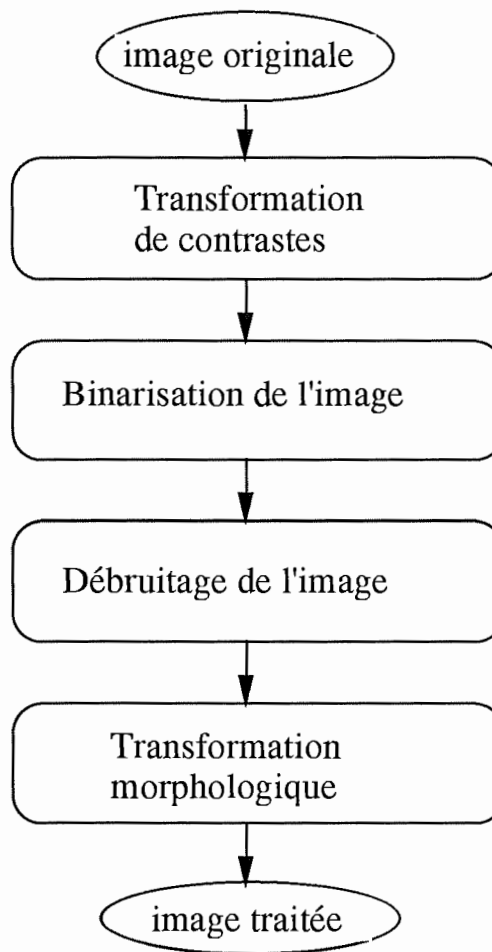 image originale
Transformation
de contrastes
Binarisation de l'image
Débruitage de l'image
Transformation
morphologique
image traitée